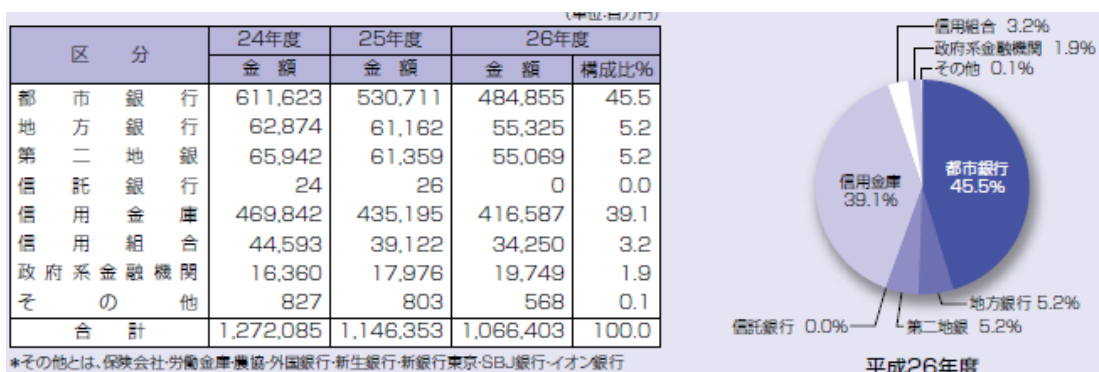 (単位:百万円)
区 分 24年度 25年度 26年度
金 額 金 額 金 額 構成比%
都市銀行 611,623 530,711 484,855 45.5
地方銀行 62,874 61,162 55,325 5.2
第二地銀 65,942 61,359 55,069 5.2
信託銀行 24 26 0 0.0
信用金庫 469,842 435,195 416,587 39.1
信用組合 44,593 39,122 34,250 3.2
政府系金融機関 16,360 17,976 19,749 1.9
その他 827 803 568 0.1
合計 1,272,085 1,146,353 1,066,403 100.0
*その他とは、保険会社・労働金庫・農協・外国銀行・新生銀行・新銀行東京・SBJ銀行・イオン銀行
信用組合 3.2%
政府系金融機関 1.9%
その他 0.1%
都市銀行
45.5%
信用金庫
39.1%
地方銀行 5.2%
信託銀行 0.0%
第二地銀 5.2%
平成26年度